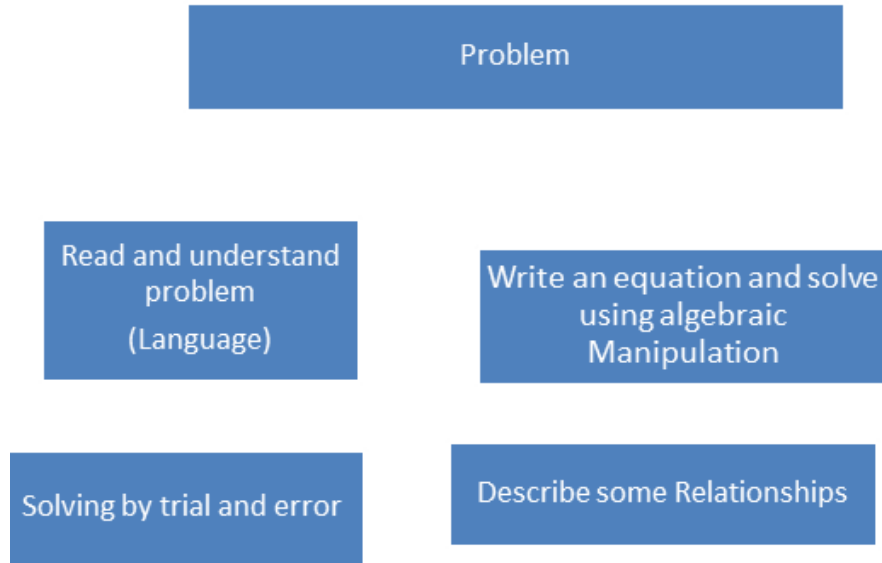 Problem
Read and understand
problem
(Language)
Write an equation and solve
using algebraic
Manipulation
Solving by trial and error
Describe some Relationships